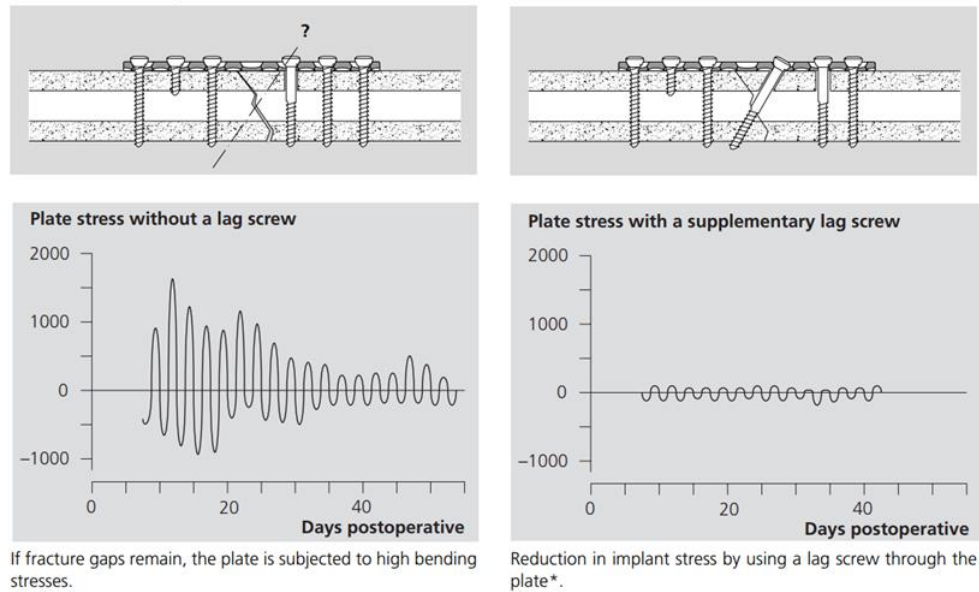 ?
Plate stress without a lag screw
2000
1000
0
−1000
0 20 40
Days postoperative
If fracture gaps remain, the plate is subjected to high bending
stresses.
Plate stress with a supplementary lag screw
2000
1000
0
−1000
0 20 40
Days postoperative
Reduction in implant stress by using a lag screw through the
plate*.